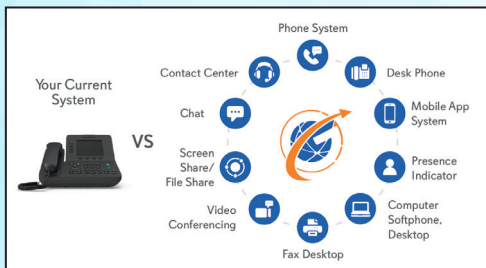 Your Current
System
VS
Phone System
Contact Center
Desk Phone
Chat
Mobile App
System
Screen
Share/
File Share
Presence
Indicator
Video
Conferencing
Computer
Softphone,
Desktop
Fax Desktop